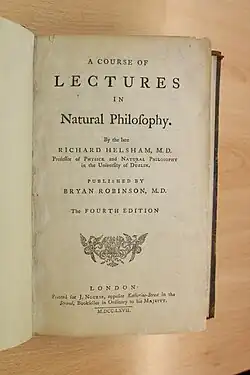 A COURSE OF
LECTURES
IN
Natural Philosophy.
By the late
RICHARD HELSHAM, M.D.
Professor of PHYSICK and NATURAL PHILOSOPHY
in the University of DUBLIN.
PUBLISHED BY
BRYAN ROBINSON, M.D.
The FOURTH EDITION
LONDON:
Printed for J. NOURSE, opposite Katherine-Street in the
Strand, Bookseller in Ordinary to his MAJESTY.
M.DCC.LXVII.